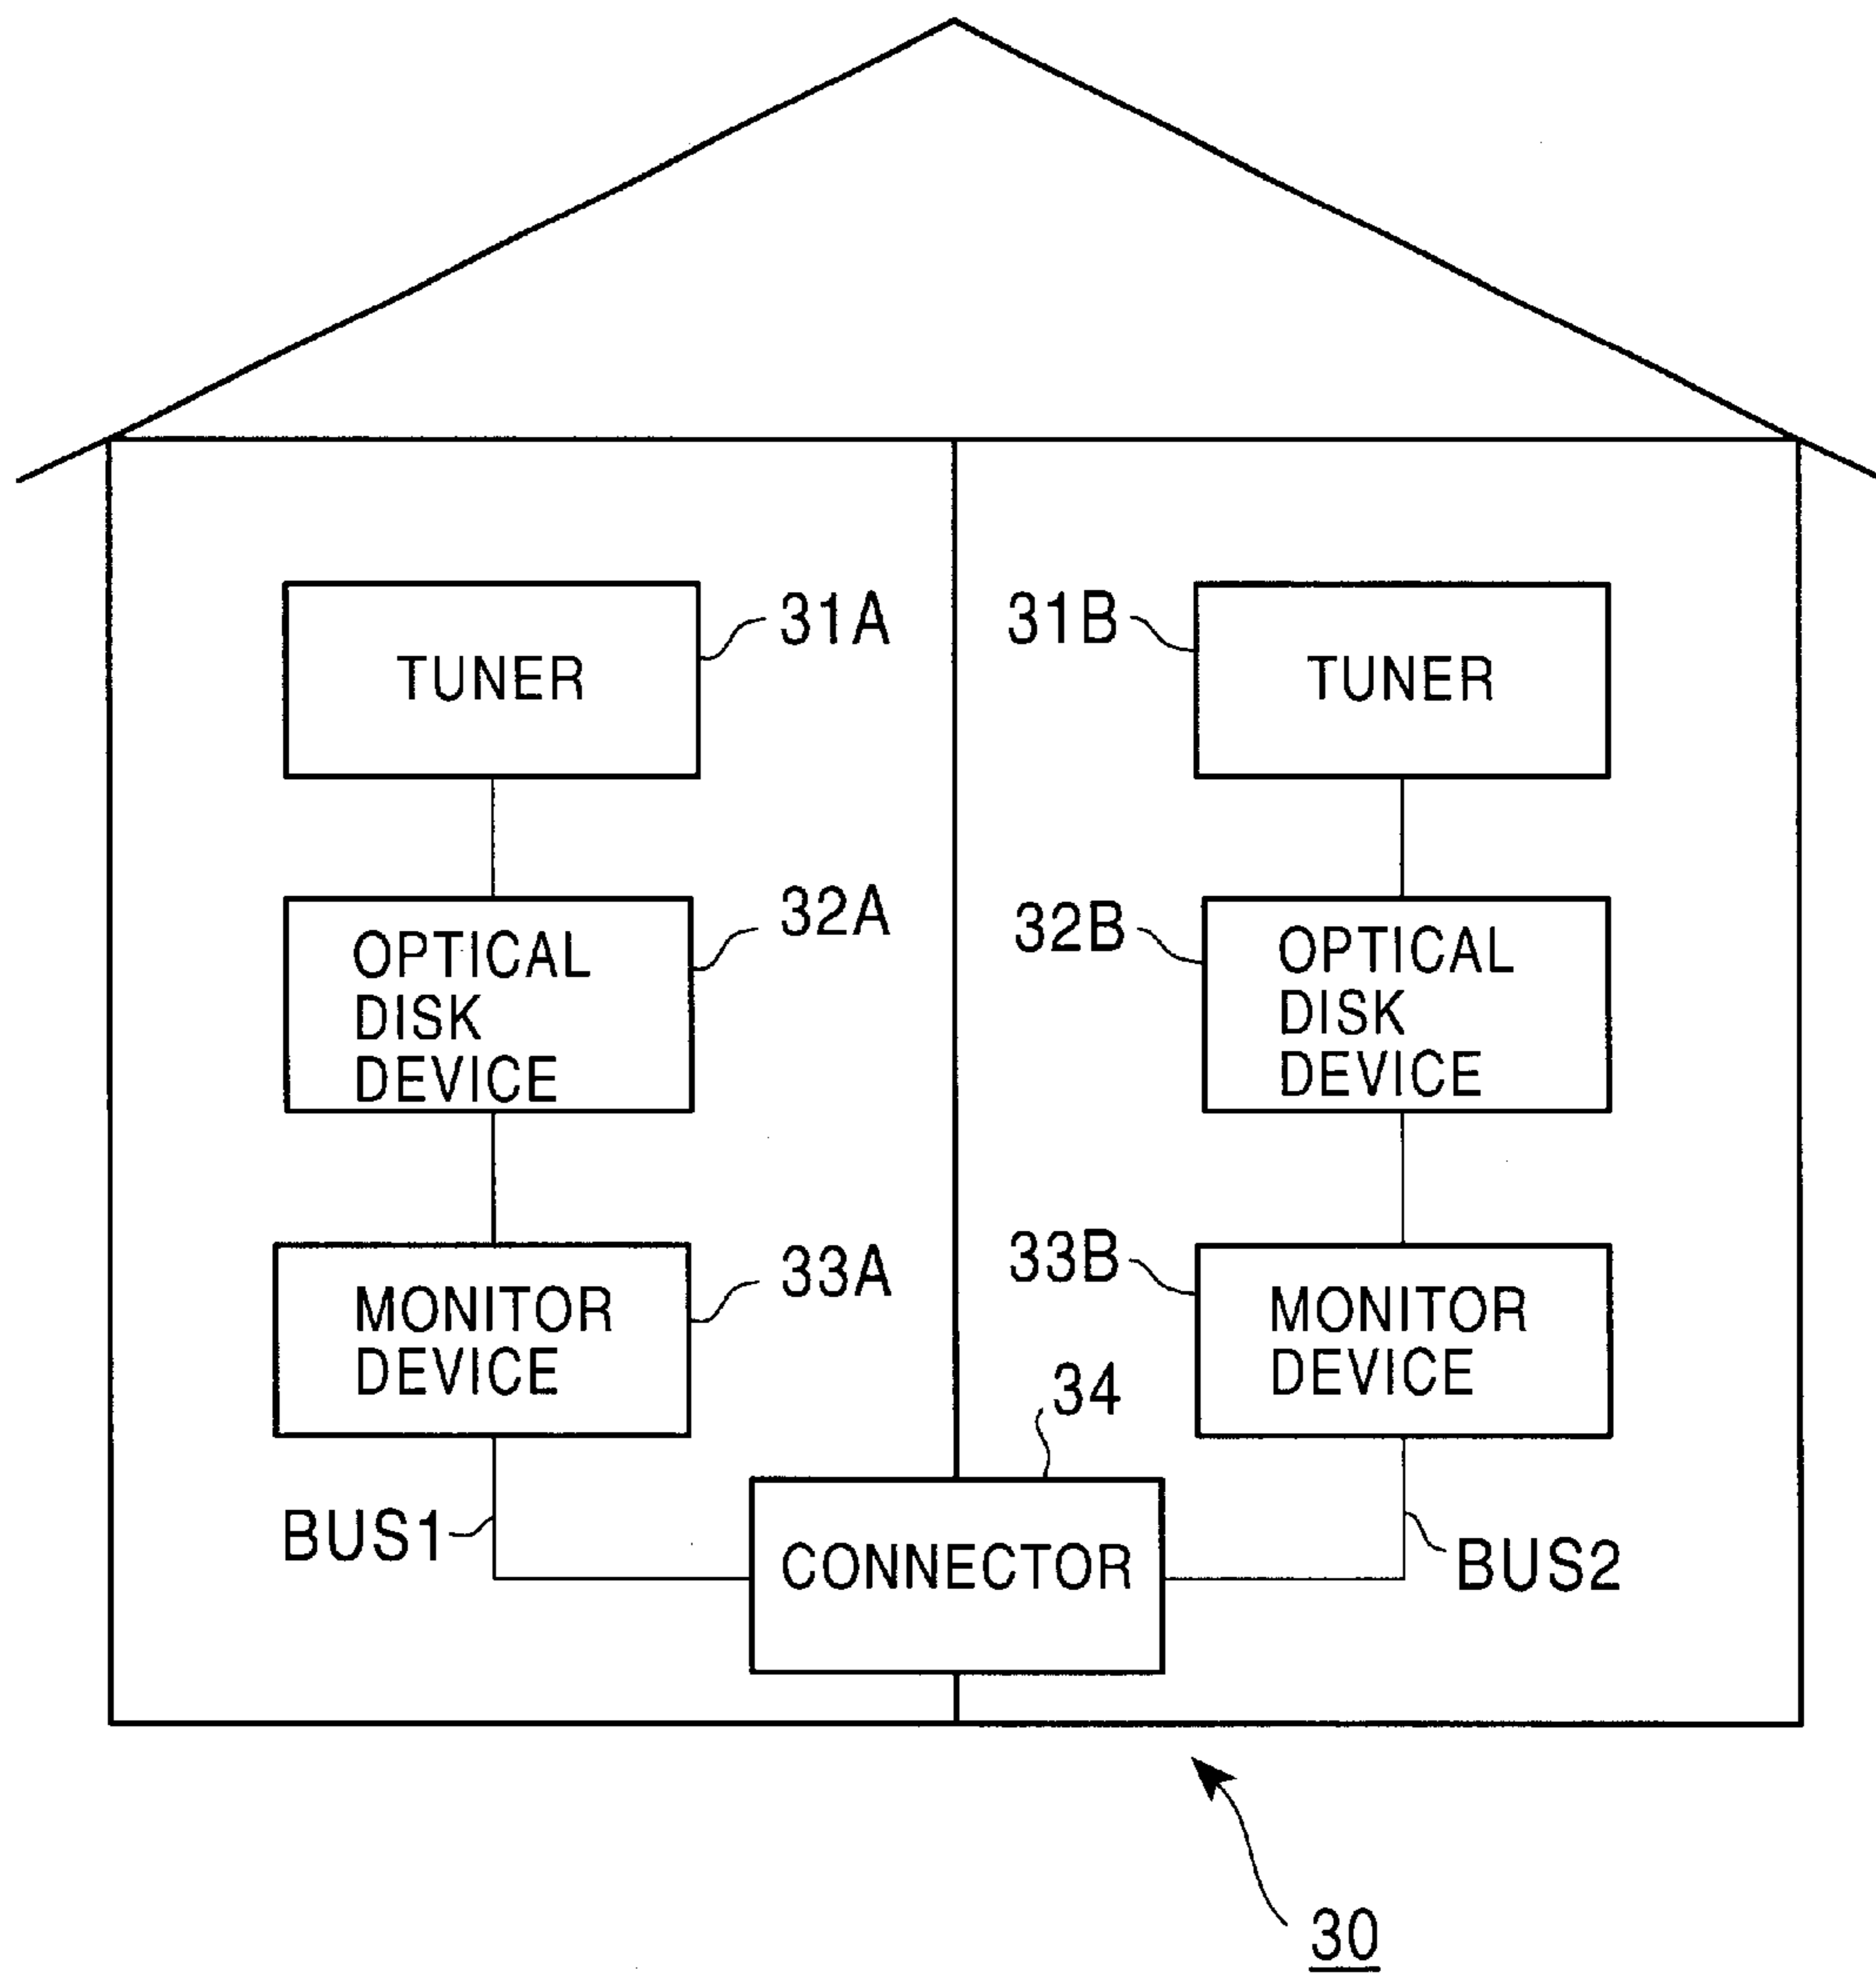 31A
TUNER
31B
TUNER
32A
OPTICAL
DISK
DEVICE
32B
OPTICAL
DISK
DEVICE
33A
MONITOR
DEVICE
33B
MONITOR
DEVICE
34
BUS1
CONNECTOR
BUS2
30